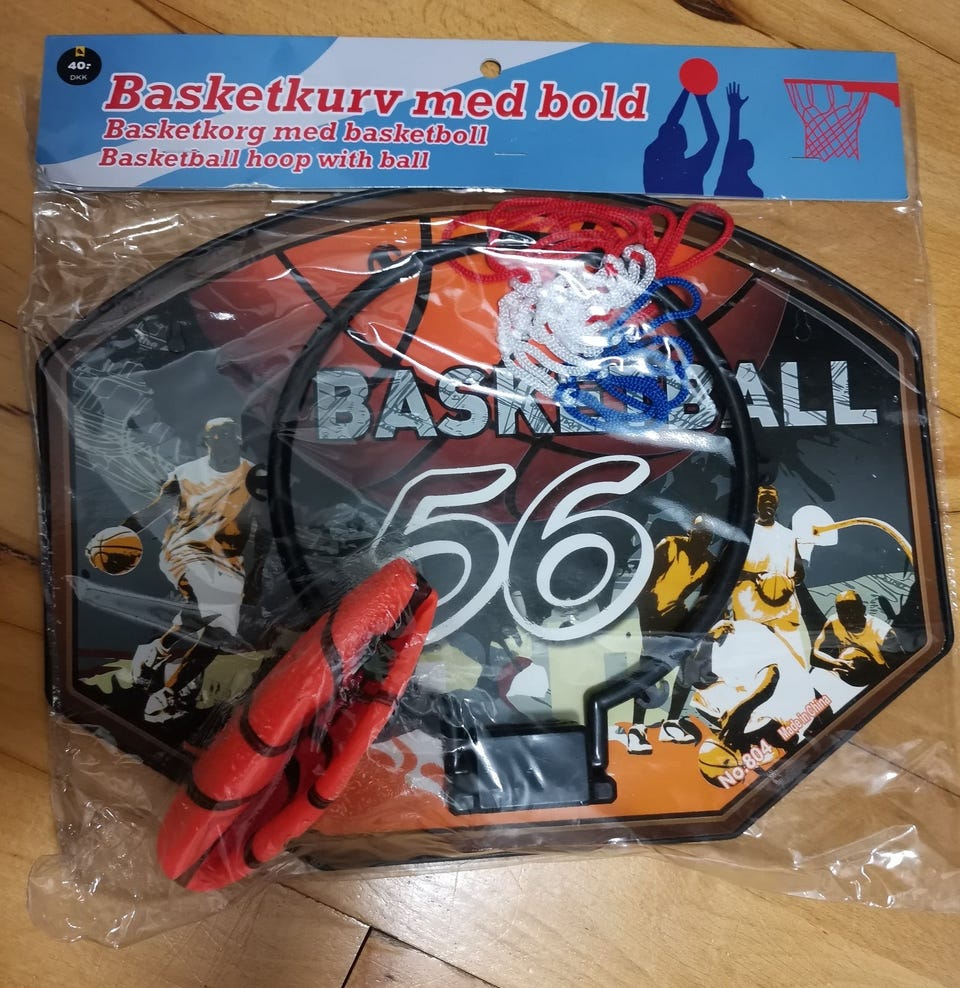 40:-
DKK
Basketkurv med bold
Basketkorg med basketboll
Basketball hoop with ball
BASKETBALL
56
No:804
Made in China